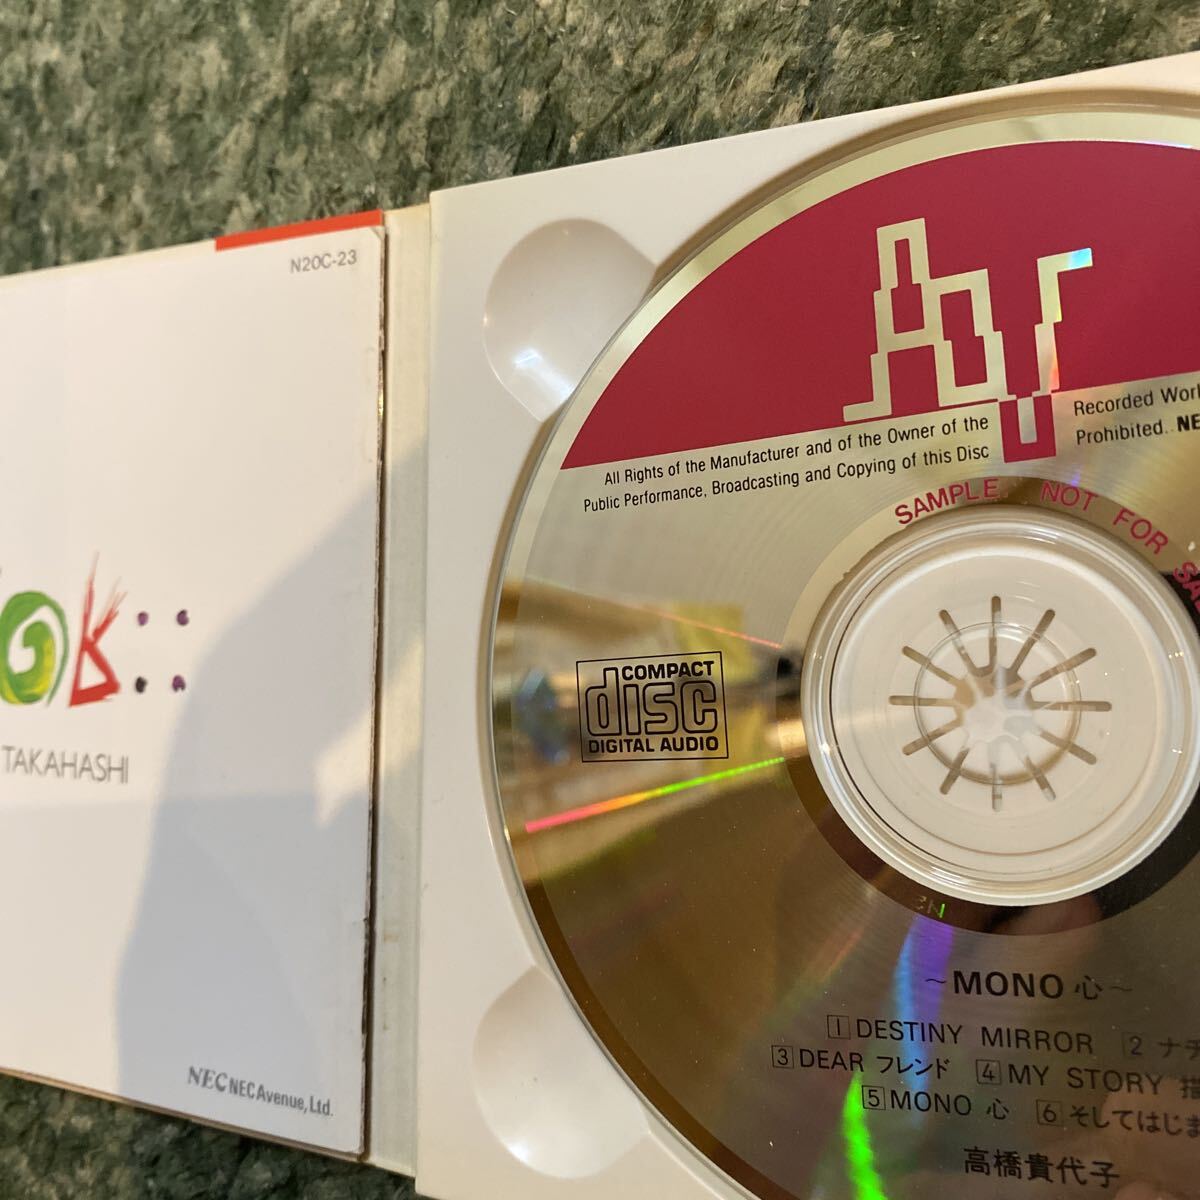 N20C-23
TAKAHASHI
NEC NEC Avenue, Ltd.
All Rights of the Manufacturer and of the Owner of the
Public Performance, Broadcasting and Copying of this Disc
Recorded
Prohibited.
SAMPLE. NOT FOR
COMPACT
disc
DIGITAL AUDIO
～MONO 心～
1 DESTINY MIRROR 2
3 DEAR フレンド 4 MY STORY
5 MONO 心 6 そしてはじま
高橋貴代子